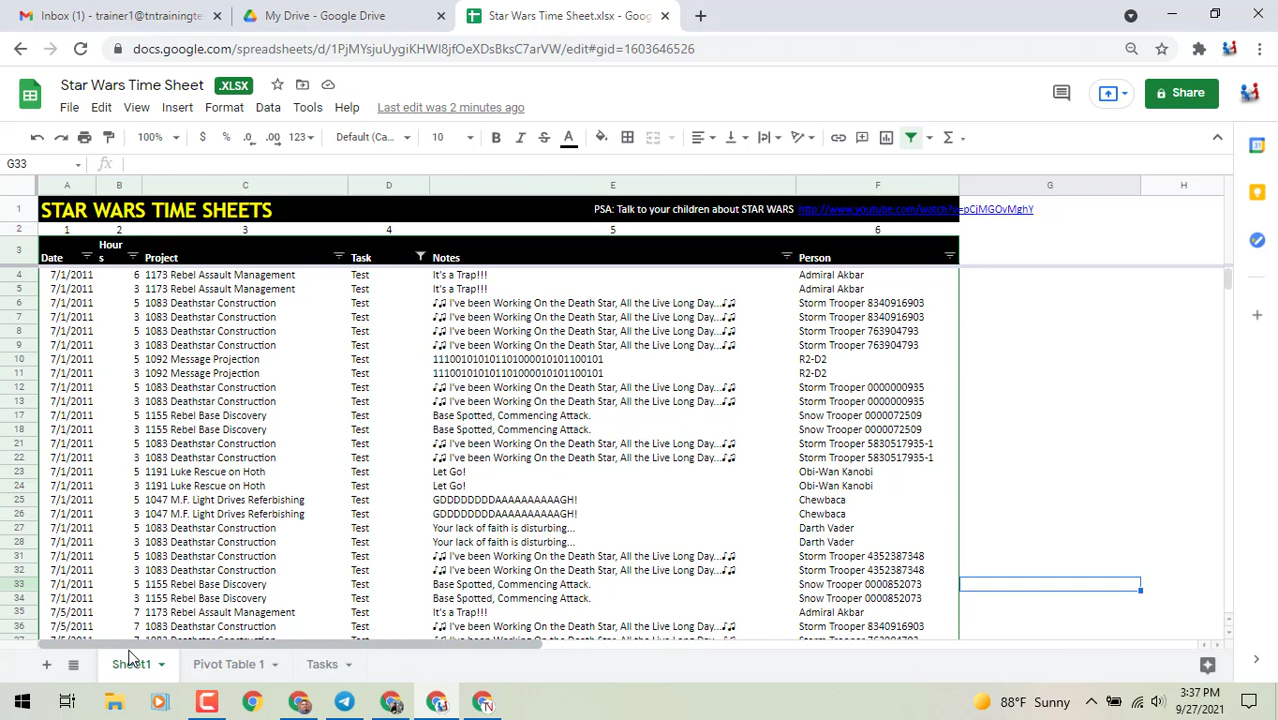 Inbox (1) - trainer1@tntrainingte
My Drive - Google Drive
Star Wars Time Sheet.xlsx - Goog
docs.google.com/spreadsheets/d/1PjMYsjuUygiKHWI8jfOeXDsBksC7arVW/edit#gid=1603646526
Star Wars Time Sheet .XLSX
Share
File Edit View Insert Format Data Tools Help Last edit was 2 minutes ago
100% $ % .0 .00 123 Default (Ca... 10 B I S A
G33 fx
A B C D E F G H
1 STAR WARS TIME SHEETS PSA: Talk to your children about STAR WARS http://www.youtube.com/watch?v=pCjMGOvMghY
2 1 2 3 4 5 6
3 Date Hour s Project Task Notes Person
4 7/1/2011 6 1173 Rebel Assault Management Test It's a Trap!!! Admiral Akbar
5 7/1/2011 3 1173 Rebel Assault Management Test It's a Trap!!! Admiral Akbar
6 7/1/2011 5 1083 Deathstar Construction Test ♪♫ I've been Working On the Death Star, All the Live Long Day...♪♫ Storm Trooper 8340916903
7 7/1/2011 3 1083 Deathstar Construction Test ♪♫ I've been Working On the Death Star, All the Live Long Day...♪♫ Storm Trooper 8340916903
8 7/1/2011 5 1083 Deathstar Construction Test ♪♫ I've been Working On the Death Star, All the Live Long Day...♪♫ Storm Trooper 763904793
9 7/1/2011 3 1083 Deathstar Construction Test ♪♫ I've been Working On the Death Star, All the Live Long Day...♪♫ Storm Trooper 763904793
10 7/1/2011 5 1092 Message Projection Test 1110010101011010000101011​00101 R2-D2
11 7/1/2011 3 1092 Message Projection Test 1110010101011010000101011​00101 R2-D2
12 7/1/2011 5 1083 Deathstar Construction Test ♪♫ I've been Working On the Death Star, All the Live Long Day...♪♫ Storm Trooper 0000000935
13 7/1/2011 3 1083 Deathstar Construction Test ♪♫ I've been Working On the Death Star, All the Live Long Day...♪♫ Storm Trooper 0000000935
17 7/1/2011 5 1155 Rebel Base Discovery Test Base Spotted, Commencing Attack. Snow Trooper 0000072509
18 7/1/2011 3 1155 Rebel Base Discovery Test Base Spotted, Commencing Attack. Snow Trooper 0000072509
21 7/1/2011 5 1083 Deathstar Construction Test ♪♫ I've been Working On the Death Star, All the Live Long Day...♪♫ Storm Trooper 5830517935-1
22 7/1/2011 3 1083 Deathstar Construction Test ♪♫ I've been Working On the Death Star, All the Live Long Day...♪♫ Storm Trooper 5830517935-1
23 7/1/2011 5 1191 Luke Rescue on Hoth Test Let Go! Obi-Wan Kanobi
24 7/1/2011 3 1191 Luke Rescue on Hoth Test Let Go! Obi-Wan Kanobi
25 7/1/2011 5 1047 M.F. Light Drives Referbishing Test GDDDDDDDDAAAAAAAAAAGH! Chewbaca
26 7/1/2011 3 1047 M.F. Light Drives Referbishing Test GDDDDDDDDAAAAAAAAAAGH! Chewbaca
27 7/1/2011 5 1083 Deathstar Construction Test Your lack of faith is disturbing... Darth Vader
28 7/1/2011 3 1083 Deathstar Construction Test Your lack of faith is disturbing... Darth Vader
31 7/1/2011 5 1083 Deathstar Construction Test ♪♫ I've been Working On the Death Star, All the Live Long Day...♪♫ Storm Trooper 4352387348
32 7/1/2011 3 1083 Deathstar Construction Test ♪♫ I've been Working On the Death Star, All the Live Long Day...♪♫ Storm Trooper 4352387348
33 7/1/2011 5 1155 Rebel Base Discovery Test Base Spotted, Commencing Attack. Snow Trooper 0000852073
34 7/1/2011 3 1155 Rebel Base Discovery Test Base Spotted, Commencing Attack. Snow Trooper 0000852073
35 7/5/2011 7 1173 Rebel Assault Management Test It's a Trap!!! Admiral Akbar
36 7/5/2011 7 1083 Deathstar Construction Test ♪♫ I've been Working On the Death Star, All the Live Long Day...♪♫ Storm Trooper 8340916903
Sheet1 Pivot Table 1 Tasks
88°F Sunny
3:37 PM
9/27/2021